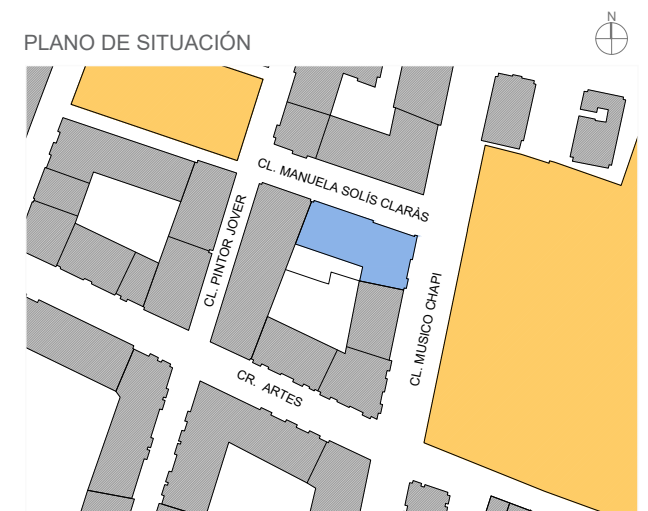 N
PLANO DE SITUACIÓN
CL. MANUELA SOLÍS CLARÀS
CL. PINTOR JOVER
CL. MUSICO CHAPI
CR. ARTES